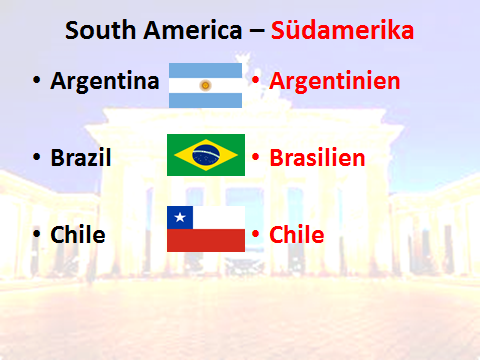 South America – Südamerika
• Argentina • Argentinien
• Brazil • Brasilien
• Chile • Chile